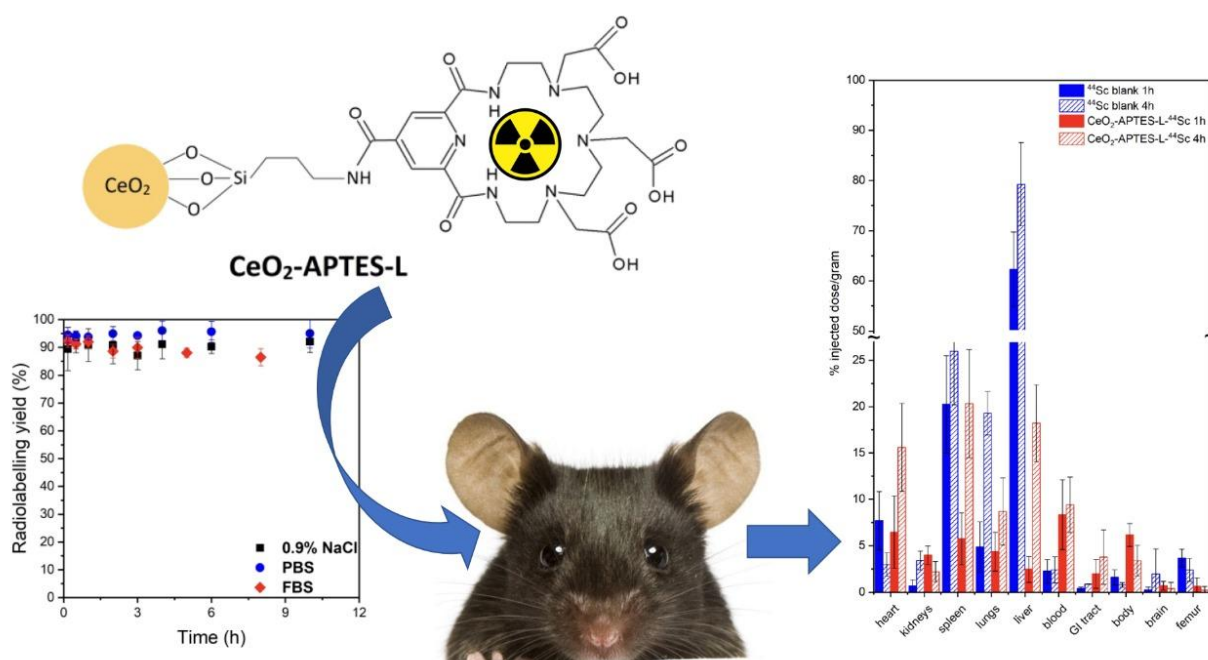 O
OH
O
O
NH
N
N
H
O
O
Si
O
O
CeO₂
NH
N
N
OH
O
H
NH
N
O
O
OH
CeO₂-APTES-L
Radiolabelling yield (%)
100
90
80
70
60
50
40
30
20
10
0
0.9% NaCl
PBS
FBS
0
3
6
9
12
Time (h)
% injected dose/gram
100
90
80
70
60
50
25
20
15
10
5
0
⁴⁴Sc blank 1h
⁴⁴Sc blank 4h
CeO₂-APTES-L-⁴⁴Sc 1h
CeO₂-APTES-L-⁴⁴Sc 4h
heart
kidneys
spleen
lungs
liver
blood
GI tract
body
brain
femur